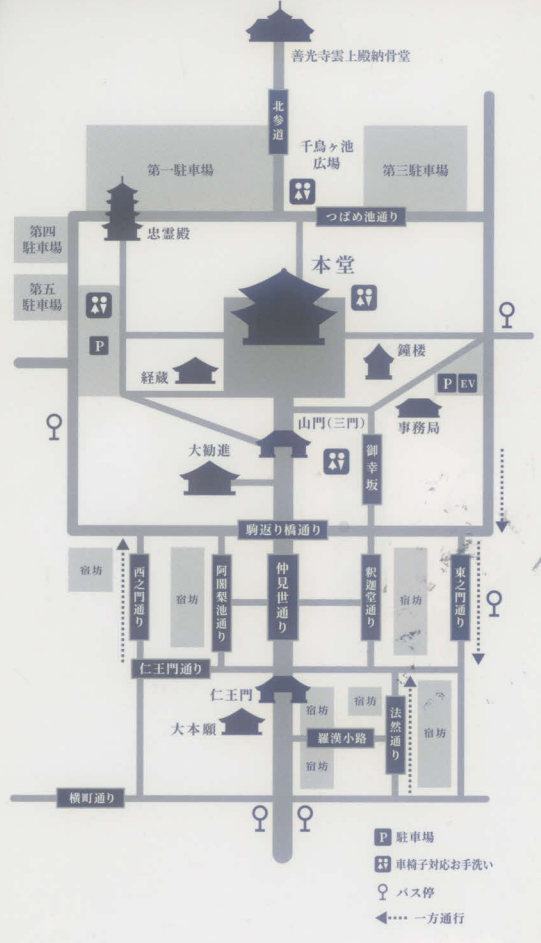 善光寺雲上殿納骨堂
北参道
千鳥ヶ池
広場
第一駐車場
第三駐車場
つばめ池通り
忠霊殿
第四
駐車場
本堂
第五
駐車場
P
鐘楼
経蔵
P EV
山門(三門)
事務局
大勧進
御幸坂
駒返り橋通り
宿坊
西之門通り
宿坊
阿闍梨池通り
仲見世通り
釈迦堂通り
宿坊
東之門通り
仁王門通り
仁王門
宿坊
宿坊
法然通り
宿坊
大本願
羅漢小路
宿坊
横町通り
P 駐車場
車椅子対応お手洗い
バス停
一方通行